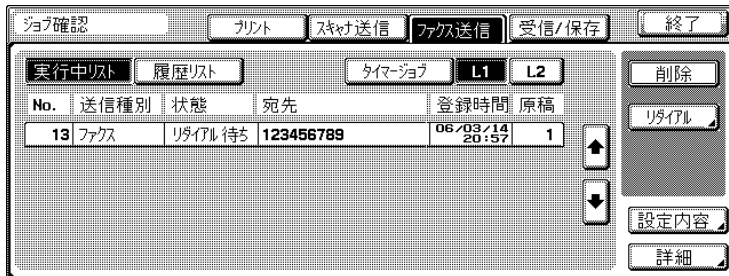 ジョブ確認 プリント スキャナ送信 ファクス送信 受信/保存 終了
実行中リスト 履歴リスト タイマージョブ L1 L2 削除
No. 送信種別 状態 宛先 登録時間 原稿 リダイアル
13 ファクス リダイアル待ち 123456789 06/03/14 20:57 1
設定内容
詳細